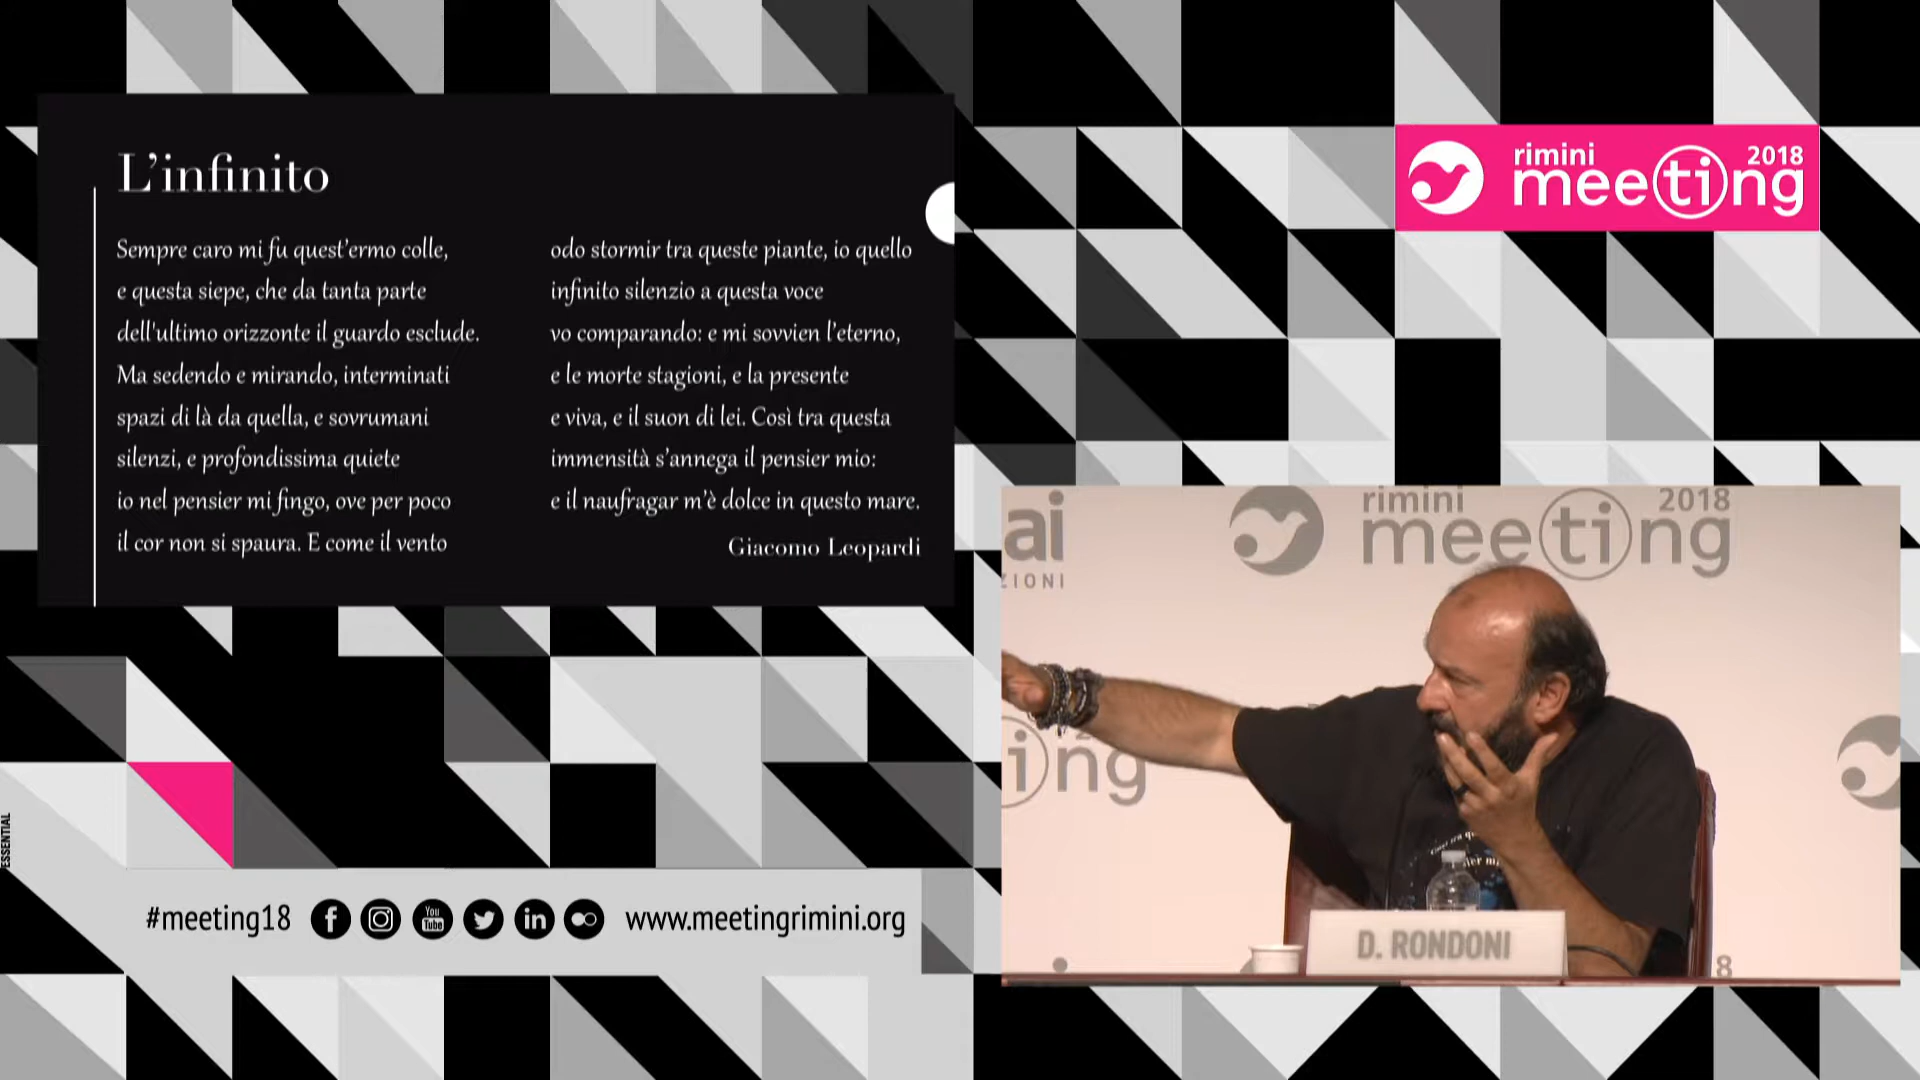 L'infinito
Sempre caro mi fu quest'ermo colle,
e questa siepe, che da tanta parte
dell'ultimo orizzonte il guardo esclude.
Ma sedendo e mirando, interminati
spazi di là da quella, e sovrumani
silenzi, e profondissima quiete
io nel pensier mi fingo, ove per poco
il cor non si spaura. E come il vento
odo stormir tra queste piante, io quello
infinito silenzio a questa voce
vo comparando: e mi sovvien l'eterno,
e le morte stagioni, e la presente
e viva, e il suon di lei. Così tra questa
immensità s'annega il pensier mio:
e il naufragar m'è dolce in questo mare.
Giacomo Leopardi
rimini 2018
meeting
ai
ZIONI
rimini 2018
meeting
ing
D. RONDONI
8
ESSENTIAL
#meeting18
You
Tube
in
www.meetingrimini.org